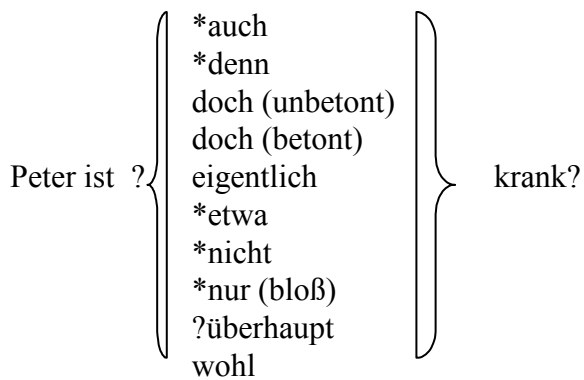 *auch
*denn
doch (unbetont)
doch (betont)
Peter ist ? eigentlich krank?
*etwa
*nicht
*nur (bloß)
?überhaupt
wohl